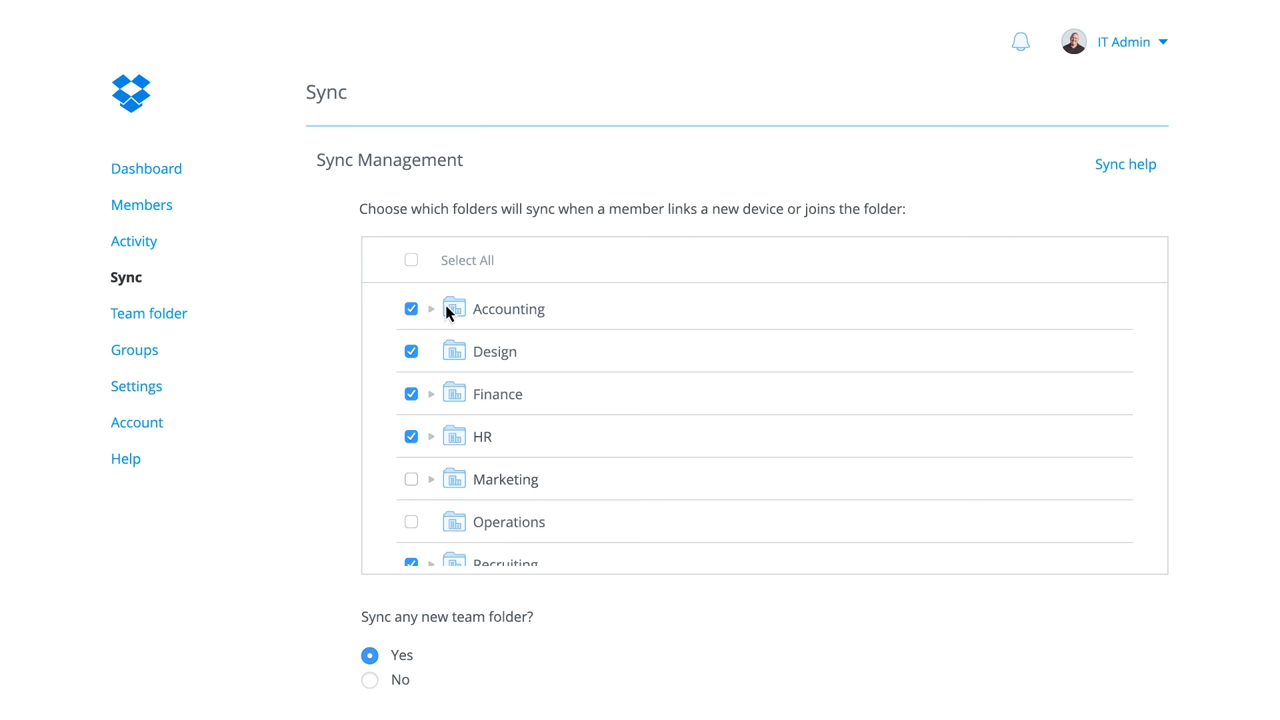 IT Admin
Sync
Sync Management
Sync help
Dashboard
Members
Activity
Sync
Team folder
Groups
Settings
Account
Help
Choose which folders will sync when a member links a new device or joins the folder:
Select All
Accounting
Design
Finance
HR
Marketing
Operations
Recruiting
Sync any new team folder?
Yes
No